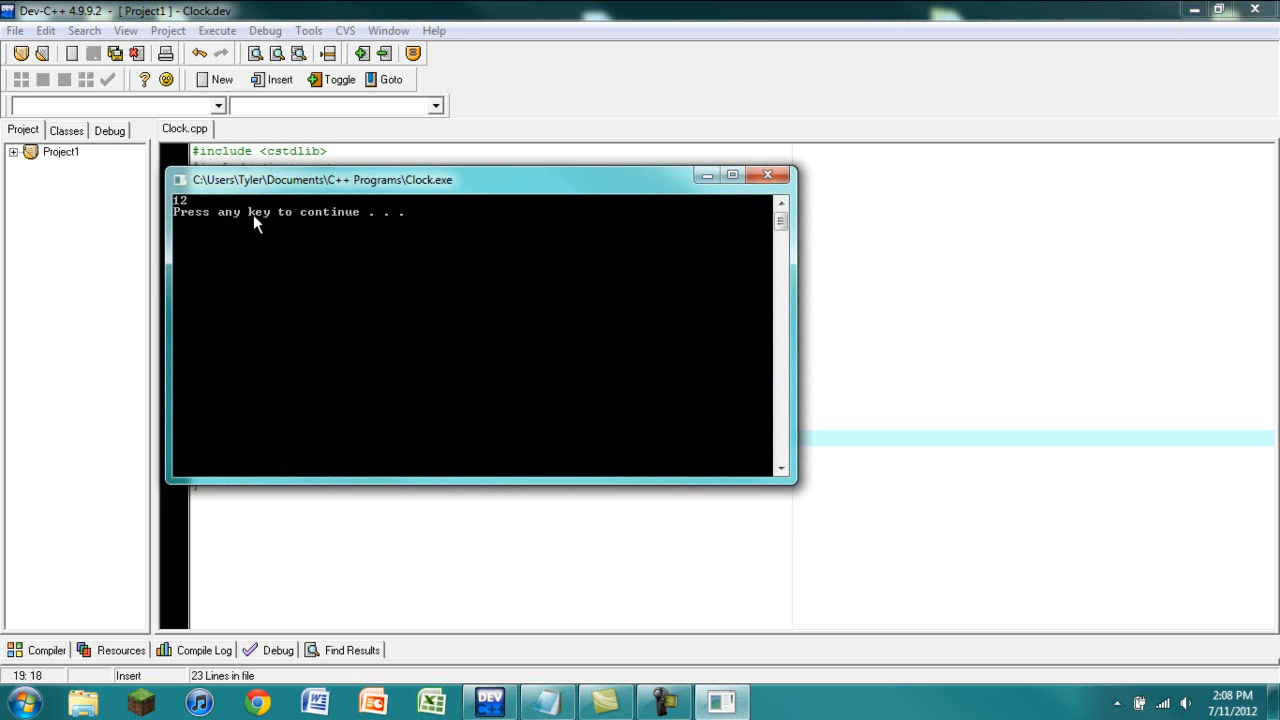 Dev-C++ 4.9.9.2 - [ Project1 ] - Clock.dev
File Edit Search View Project Execute Debug Tools CVS Window Help
New Insert Toggle Goto
Project Classes Debug
Clock.cpp
Project1
#include <cstdlib>
C:\Users\Tyler\Documents\C++ Programs\Clock.exe
12
Press any key to continue . . .
Compiler Resources Compile Log Debug Find Results
19: 18 Insert 23 Lines in file
DEV C++
2:08 PM
7/11/2012